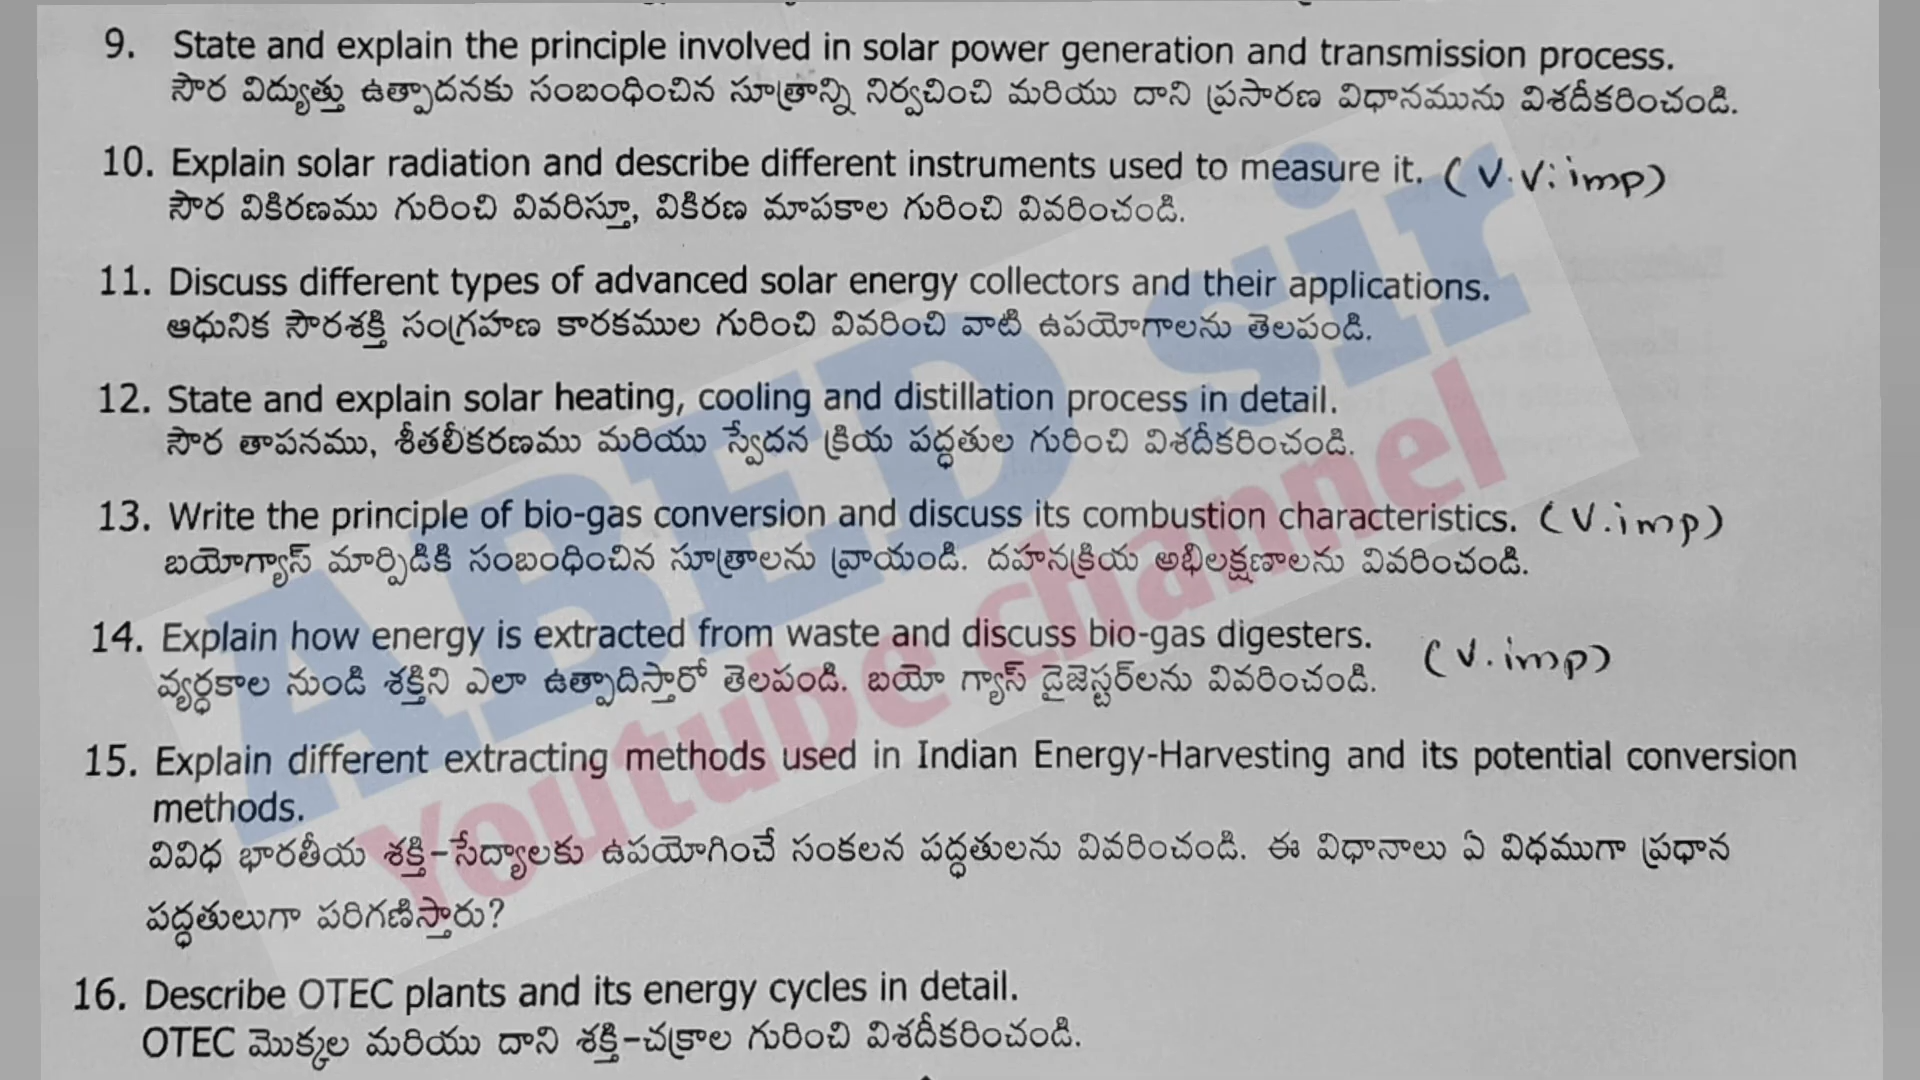 9. State and explain the principle involved in solar power generation and transmission process.
సౌర విద్యుత్తు ఉత్పాదనకు సంబంధించిన సూత్రాన్ని నిర్వచించి మరియు దాని ప్రసారణ విధానమును విశదీకరించండి.
10. Explain solar radiation and describe different instruments used to measure it. (V.V.imp)
సౌర వికిరణము గురించి వివరిస్తూ, వికిరణ మాపకాల గురించి వివరించండి.
11. Discuss different types of advanced solar energy collectors and their applications.
ఆధునిక సౌరశక్తి సంగ్రహణ కారకముల గురించి వివరించి వాటి ఉపయోగాలను తెలపండి.
12. State and explain solar heating, cooling and distillation process in detail.
సౌర తాపనము, శీతలీకరణము మరియు స్వేదన క్రియ పద్ధతుల గురించి విశదీకరించండి.
13. Write the principle of bio-gas conversion and discuss its combustion characteristics. (V.imp)
బయోగ్యాస్ మార్పిడికి సంబంధించిన సూత్రాలను వ్రాయండి. దహనక్రియ అభిలక్షణాలను వివరించండి.
14. Explain how energy is extracted from waste and discuss bio-gas digesters. (V.imp)
వ్యర్థకాల నుండి శక్తిని ఎలా ఉత్పాదిస్తారో తెలపండి. బయో గ్యాస్ డైజెస్టర్‌లను వివరించండి.
15. Explain different extracting methods used in Indian Energy-Harvesting and its potential conversion
methods.
వివిధ భారతీయ శక్తి-సేద్యాలకు ఉపయోగించే సంకలన పద్ధతులను వివరించండి. ఈ విధానాలు ఏ విధముగా ప్రధాన
పద్ధతులుగా పరిగణిస్తారు?
16. Describe OTEC plants and its energy cycles in detail.
OTEC మొక్కల మరియు దాని శక్తి-చక్రాల గురించి విశదీకరించండి.
ABED sir
Youtube channel